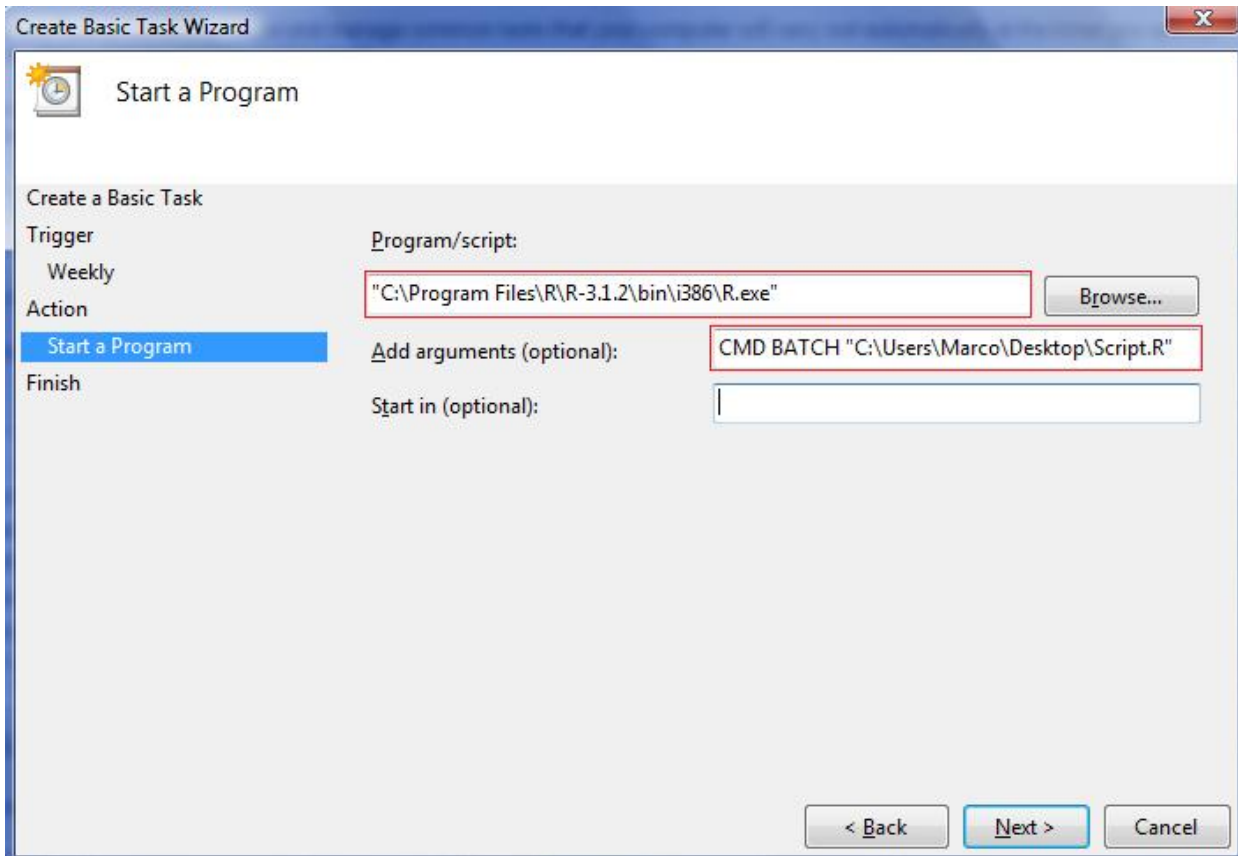 Create Basic Task Wizard
X
Start a Program
Create a Basic Task
Trigger
Weekly
Action
Start a Program
Finish
Program/script:
"C:\Program Files\R\R-3.1.2\bin\i386\R.exe"
Browse...
Add arguments (optional):
CMD BATCH "C:\Users\Marco\Desktop\Script.R"
Start in (optional):
< Back
Next >
Cancel